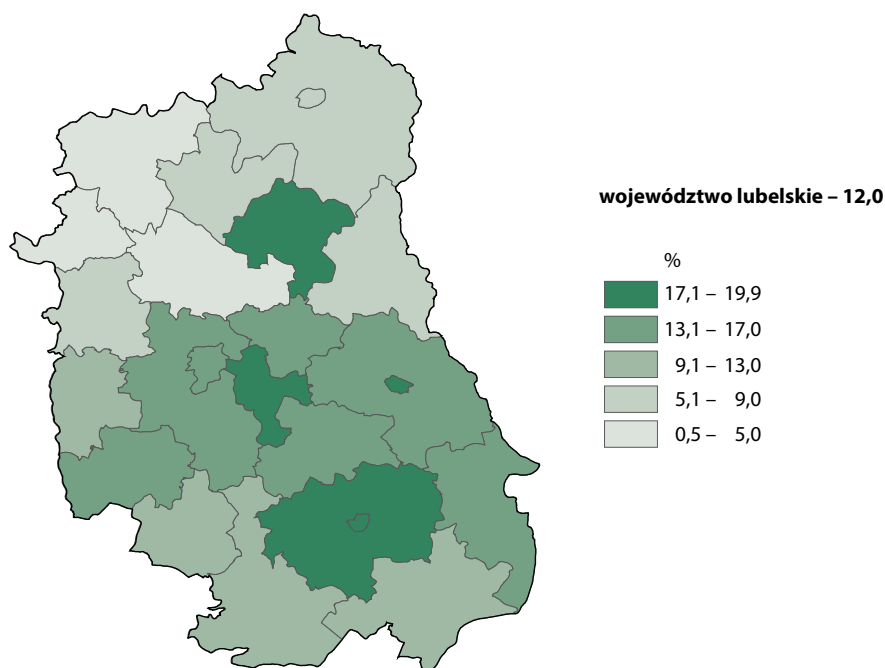 województwo lubelskie – 12,0
%
17,1 – 19,9
13,1 – 17,0
9,1 – 13,0
5,1 – 9,0
0,5 – 5,0